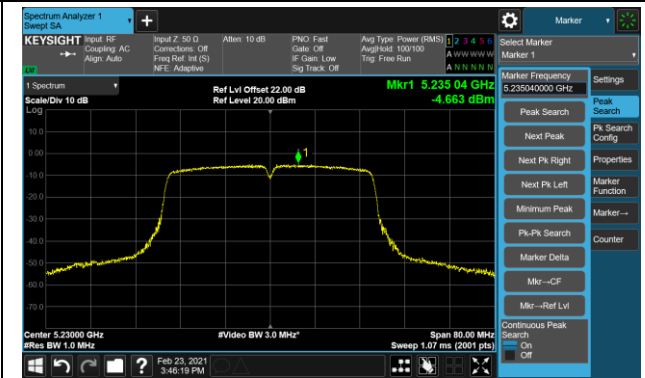 Spectrum Analyzer 1
Swept SA
Marker
KEYSIGHT Input: RF
Coupling: AC
Align: Auto
Input Z: 50 Ω
Corrections: Off
Freq Ref: Int (S)
NFE: Adaptive
Atten: 10 dB
PNO: Fast
Gate: Off
IF Gain: Low
Sig Track: Off
Avg Type: Power (RMS)
Avg|Hold: 100/100
Trig: Free Run
1 2 3 4 5 6
A W W W W W
A N N N N N
Select Marker
Marker 1
1 Spectrum
Scale/Div 10 dB
Log
Ref Lvl Offset 22.00 dB
Ref Level 20.00 dBm
Mkr1 5.235 04 GHz
-4.663 dBm
10.0
0.00
-10.0
-20.0
-30.0
-40.0
-50.0
-60.0
-70.0
1
Center 5.23000 GHz
#Res BW 1.0 MHz
#Video BW 3.0 MHz*
Span 80.00 MHz
Sweep 1.07 ms (2001 pts)
Marker Frequency
5.235040000 GHz
Peak Search
Next Peak
Next Pk Right
Next Pk Left
Minimum Peak
Pk-Pk Search
Marker Delta
Mkr→CF
Mkr→Ref Lvl
Continuous Peak
Search
On
Off
Settings
Peak
Search
Pk Search
Config
Properties
Marker
Function
Marker→
Counter
?
Feb 23, 2021
3:46:19 PM